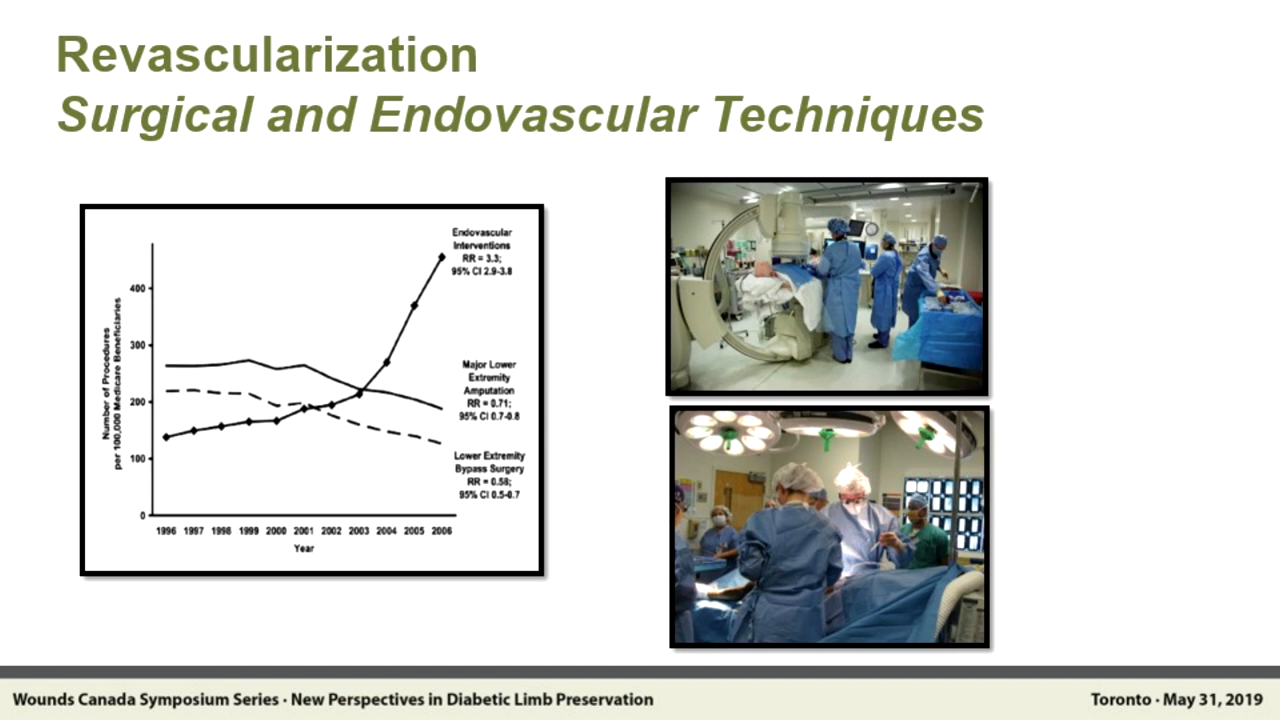 Revascularization
Surgical and Endovascular Techniques
Number of Procedures
per 100,000 Medicare Beneficiaries
400
300
200
100
0
1996 1997 1998 1999 2000 2001 2002 2003 2004 2005 2006
Year
Endovascular
Interventions
RR = 3.3;
95% CI 2.9-3.8
Major Lower
Extremity
Amputation
RR = 0.71;
95% CI 0.7-0.8
Lower Extremity
Bypass Surgery
RR = 0.58;
95% CI 0.5-0.7
Wounds Canada Symposium Series · New Perspectives in Diabetic Limb Preservation
Toronto · May 31, 2019